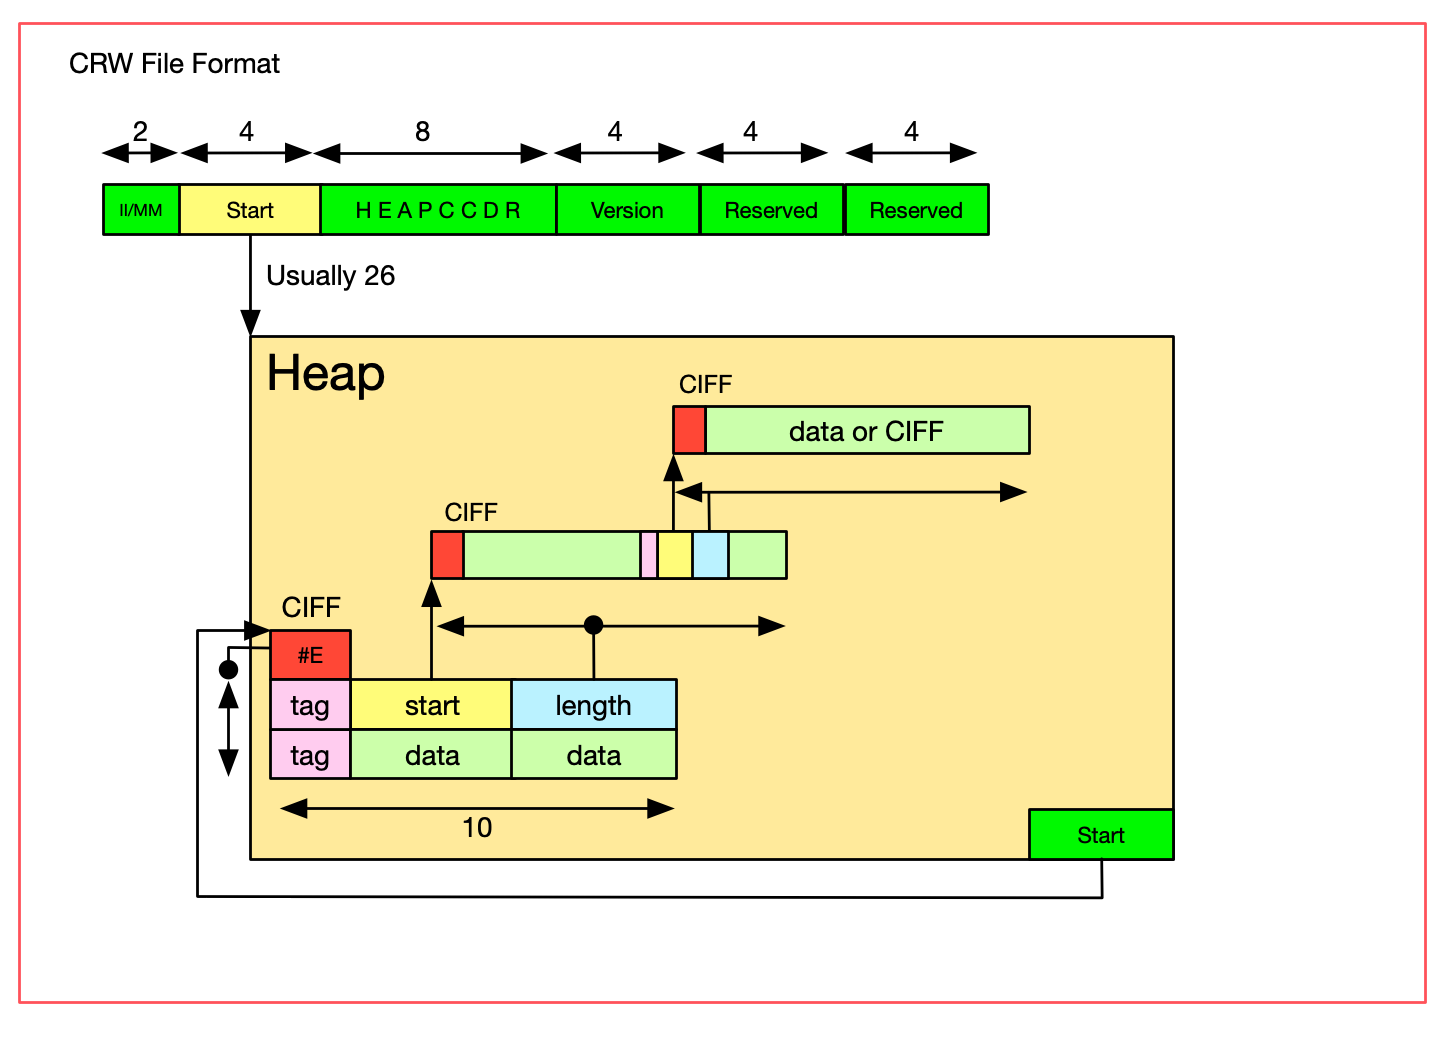 CRW File Format
2 4 8 4 4 4
II/MM Start H E A P C C D R Version Reserved Reserved
Usually 26
Heap
CIFF
data or CIFF
CIFF
CIFF
#E
tag start length
tag data data
10
Start